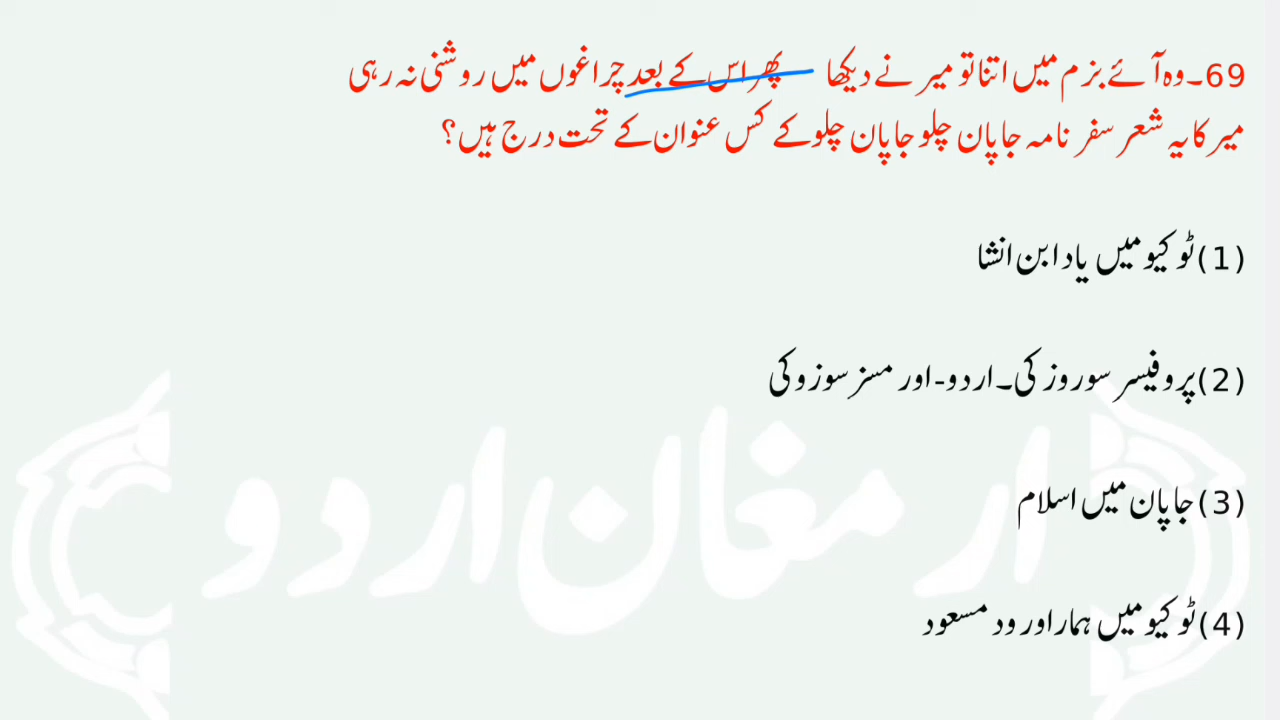 69۔وہ آئے بزم میں اتنا تو میر نے دیکھا پھر اس کے بعد چراغوں میں روشنی نہ رہی
میر کا یہ شعر سفر نامہ جاپان چلو جاپان چلو کے کس عنوان کے تحت درج ہیں؟
(1)ٹوکیو میں یاد ابن انشا
(2)پروفیسر سوروزکی۔اردو-اور مسز سوزوکی
(3)جاپان میں اسلام
(4)ٹوکیو میں ہمارا ورود مسعود
ارمغان اردو